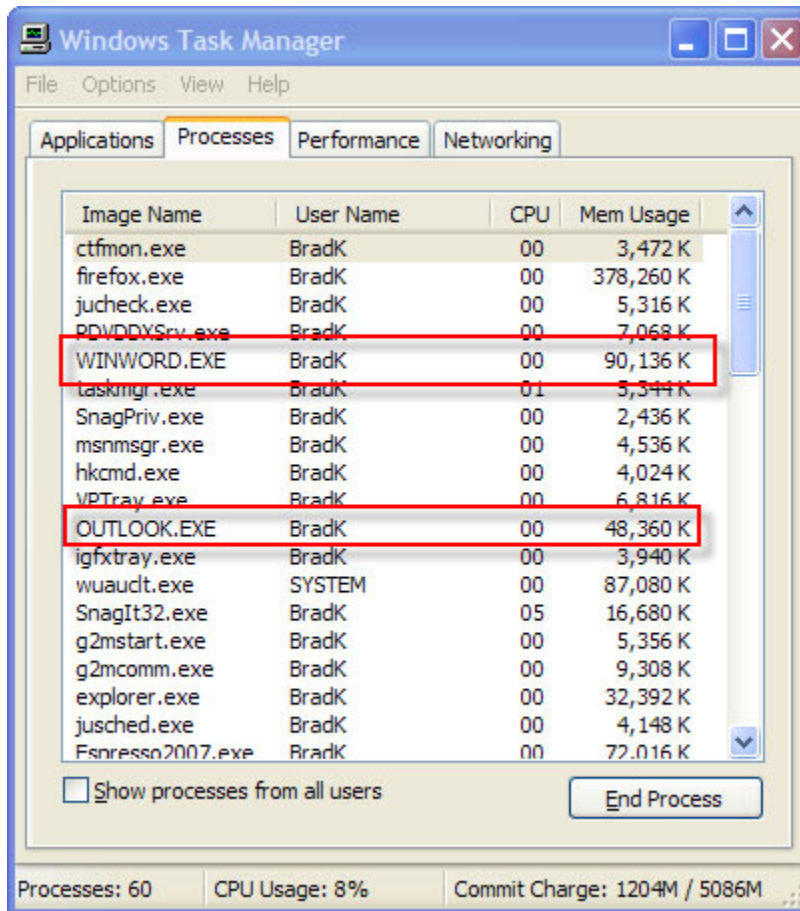 Windows Task Manager
File Options View Help
Applications Processes Performance Networking
Image Name User Name CPU Mem Usage
ctfmon.exe BradK 00 3,472 K
firefox.exe BradK 00 378,260 K
jucheck.exe BradK 00 5,316 K
PDVDDXSrv.exe BradK 00 7,068 K
WINWORD.EXE BradK 00 90,136 K
taskmgr.exe BradK 01 5,344 K
SnagPriv.exe BradK 00 2,436 K
msnmsgr.exe BradK 00 4,536 K
hkcmd.exe BradK 00 4,024 K
VPTray.exe BradK 00 6,816 K
OUTLOOK.EXE BradK 00 48,360 K
igfxtray.exe BradK 00 3,940 K
wuauclt.exe SYSTEM 00 87,080 K
SnagIt32.exe BradK 05 16,680 K
g2mstart.exe BradK 00 5,356 K
g2mcomm.exe BradK 00 9,308 K
explorer.exe BradK 00 32,392 K
jusched.exe BradK 00 4,148 K
Espresso2007.exe BradK 00 72,016 K
Show processes from all users
End Process
Processes: 60 CPU Usage: 8% Commit Charge: 1204M / 5086M